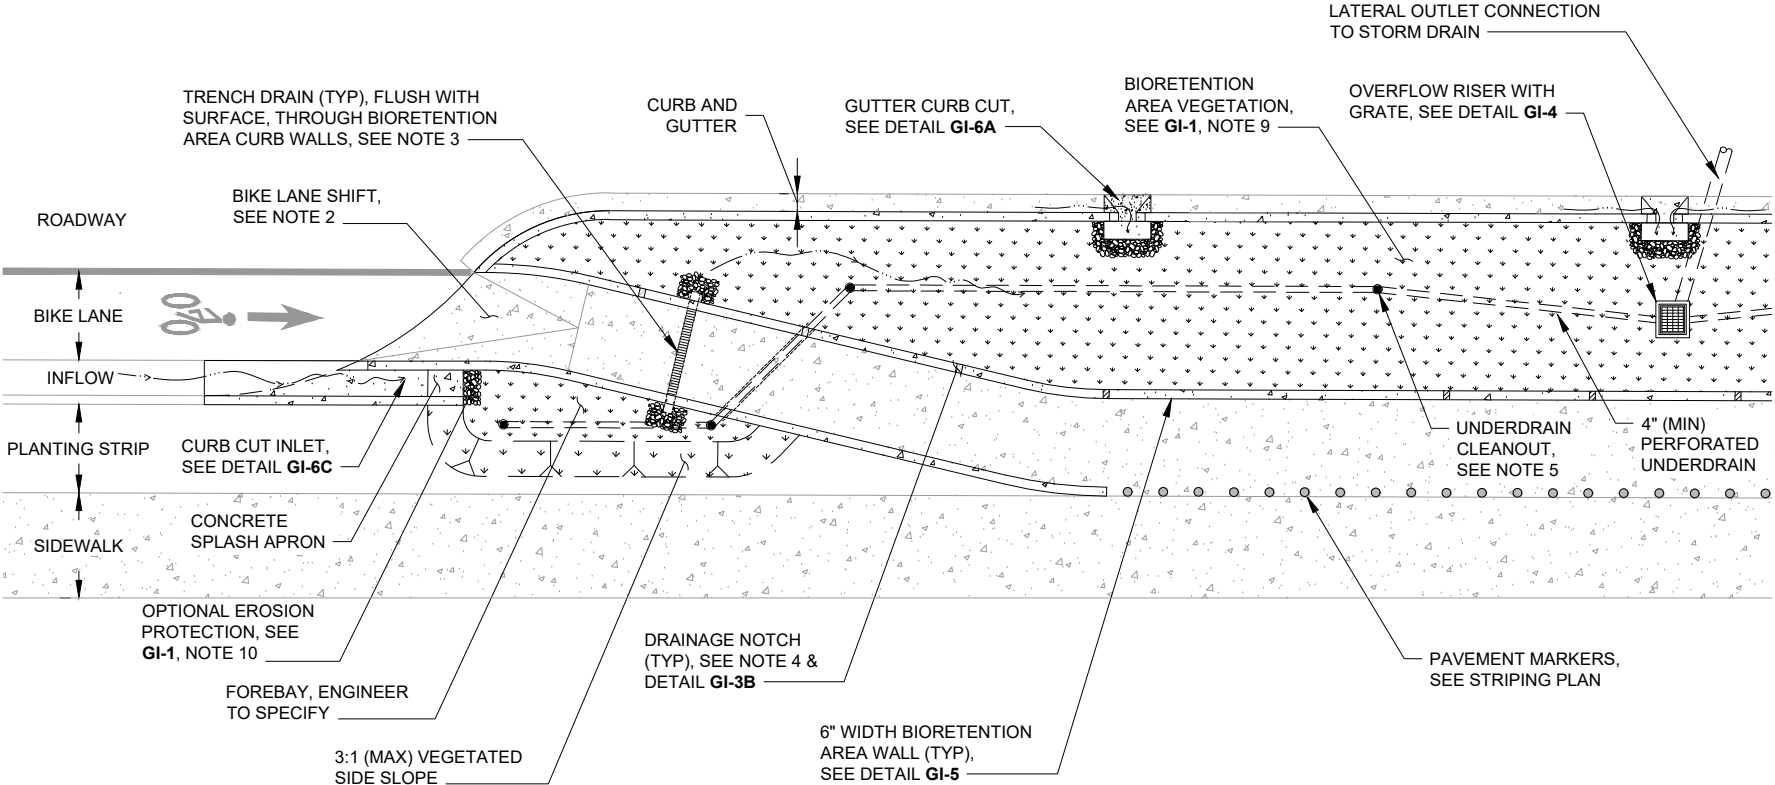 LATERAL OUTLET CONNECTION
TO STORM DRAIN
TRENCH DRAIN (TYP), FLUSH WITH
SURFACE, THROUGH BIORETENTION
AREA CURB WALLS, SEE NOTE 3
CURB AND
GUTTER
GUTTER CURB CUT,
SEE DETAIL GI-6A
BIORETENTION
AREA VEGETATION,
SEE GI-1, NOTE 9
OVERFLOW RISER WITH
GRATE, SEE DETAIL GI-4
BIKE LANE SHIFT,
SEE NOTE 2
ROADWAY
BIKE LANE
INFLOW
PLANTING STRIP
SIDEWALK
CURB CUT INLET,
SEE DETAIL GI-6C
CONCRETE
SPLASH APRON
OPTIONAL EROSION
PROTECTION, SEE
GI-1, NOTE 10
FOREBAY, ENGINEER
TO SPECIFY
3:1 (MAX) VEGETATED
SIDE SLOPE
DRAINAGE NOTCH
(TYP), SEE NOTE 4 &
DETAIL GI-3B
6" WIDTH BIORETENTION
AREA WALL (TYP),
SEE DETAIL GI-5
UNDERDRAIN
CLEANOUT,
SEE NOTE 5
4" (MIN)
PERFORATED
UNDERDRAIN
PAVEMENT MARKERS,
SEE STRIPING PLAN